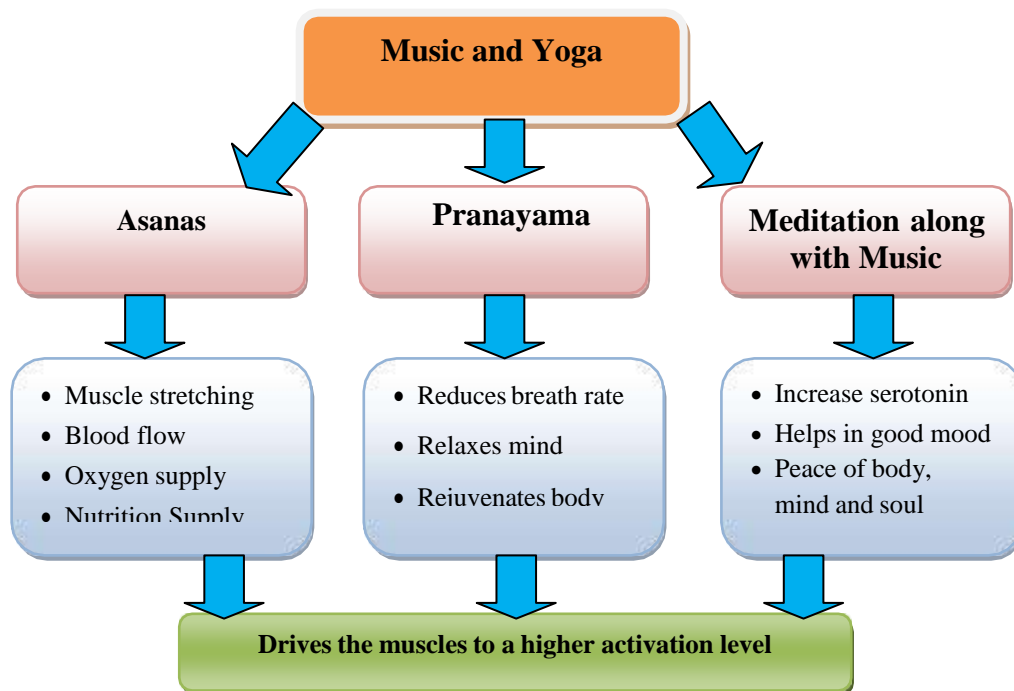 Music and Yoga
Asanas
Pranayama
Meditation along
with Music
• Muscle stretching
• Blood flow
• Oxygen supply
• Nutrition Supply
• Reduces breath rate
• Relaxes mind
• Rejuvenates body
• Increase serotonin
• Helps in good mood
• Peace of body,
mind and soul
Drives the muscles to a higher activation level